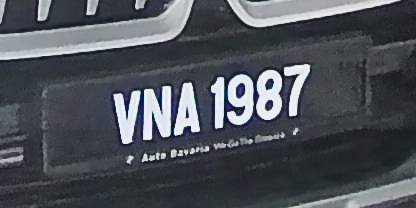 VNA 1987
Auto Bavaria